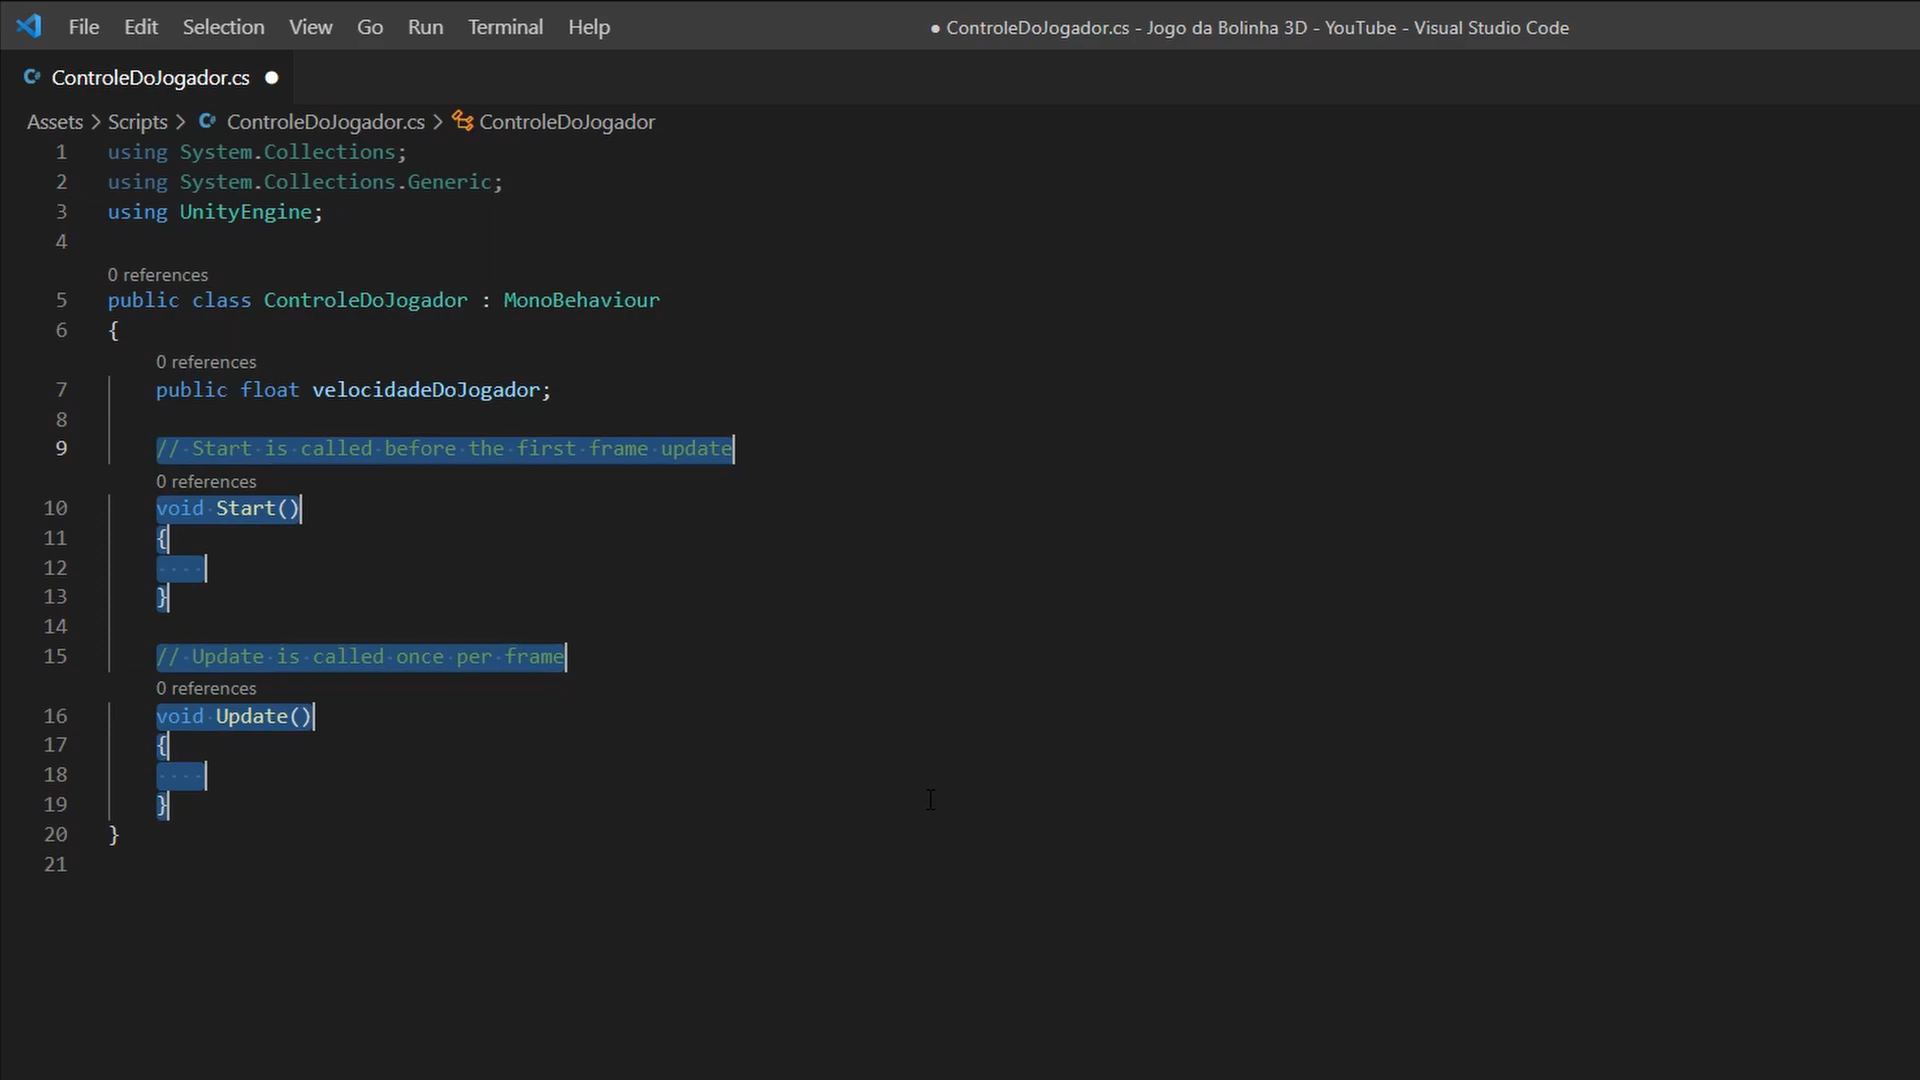 File Edit Selection View Go Run Terminal Help
● ControleDoJogador.cs - Jogo da Bolinha 3D - YouTube - Visual Studio Code
ControleDoJogador.cs ●
Assets > Scripts > ControleDoJogador.cs > ControleDoJogador
1 using System.Collections;
2 using System.Collections.Generic;
3 using UnityEngine;
4
0 references
5 public class ControleDoJogador : MonoBehaviour
6 {
0 references
7 public float velocidadeDoJogador;
8
9 // Start is called before the first frame update
0 references
10 void Start()
11 {
12
13 }
14
15 // Update is called once per frame
0 references
16 void Update()
17 {
18
19 }
20 }
21